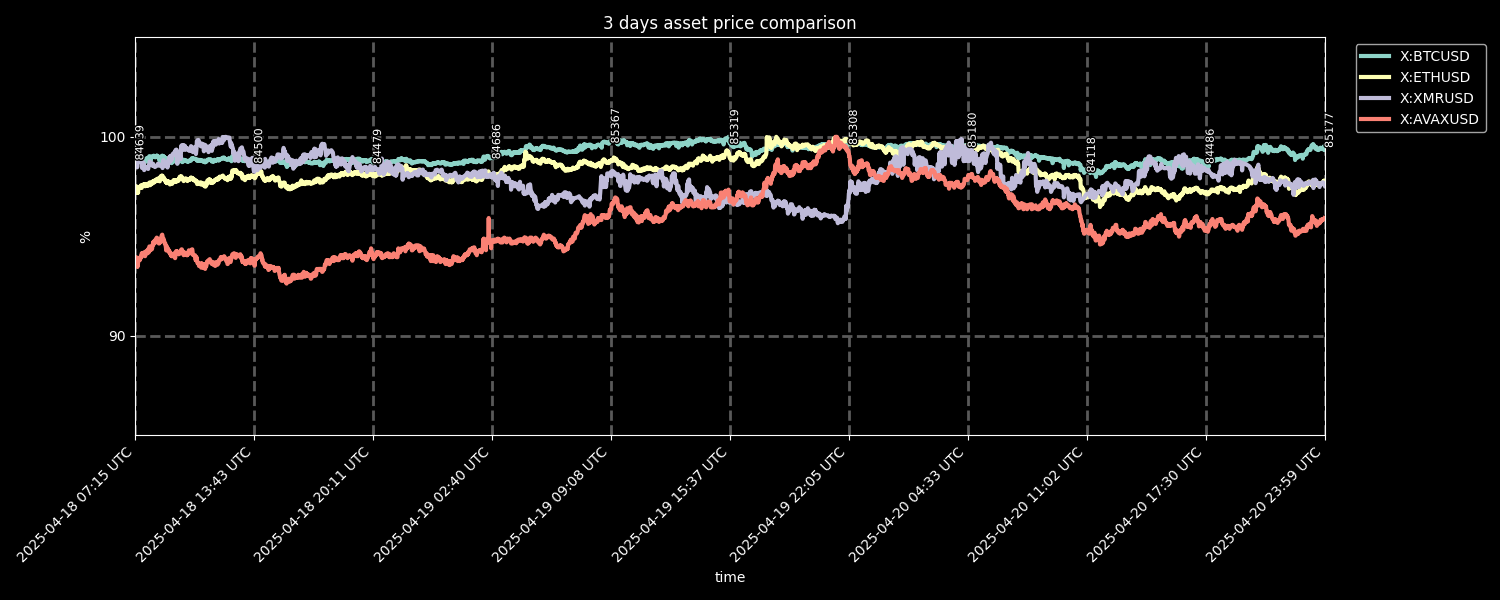 3 days asset price comparison
X:BTCUSD
X:ETHUSD
X:XMRUSD
X:AVAXUSD
100
90
%
84639
84500
84479
84686
85367
85319
85308
85180
84118
84486
85177
2025-04-18 07:15 UTC
2025-04-18 13:43 UTC
2025-04-18 20:11 UTC
2025-04-19 02:40 UTC
2025-04-19 09:08 UTC
2025-04-19 15:37 UTC
2025-04-19 22:05 UTC
2025-04-20 04:33 UTC
2025-04-20 11:02 UTC
2025-04-20 17:30 UTC
2025-04-20 23:59 UTC
time